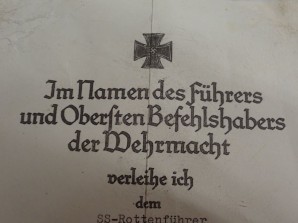 Im Namen des Führers
und Obersten Befehlshabers
der Wehrmacht
verleihe ich
dem
SS-Rottenführer